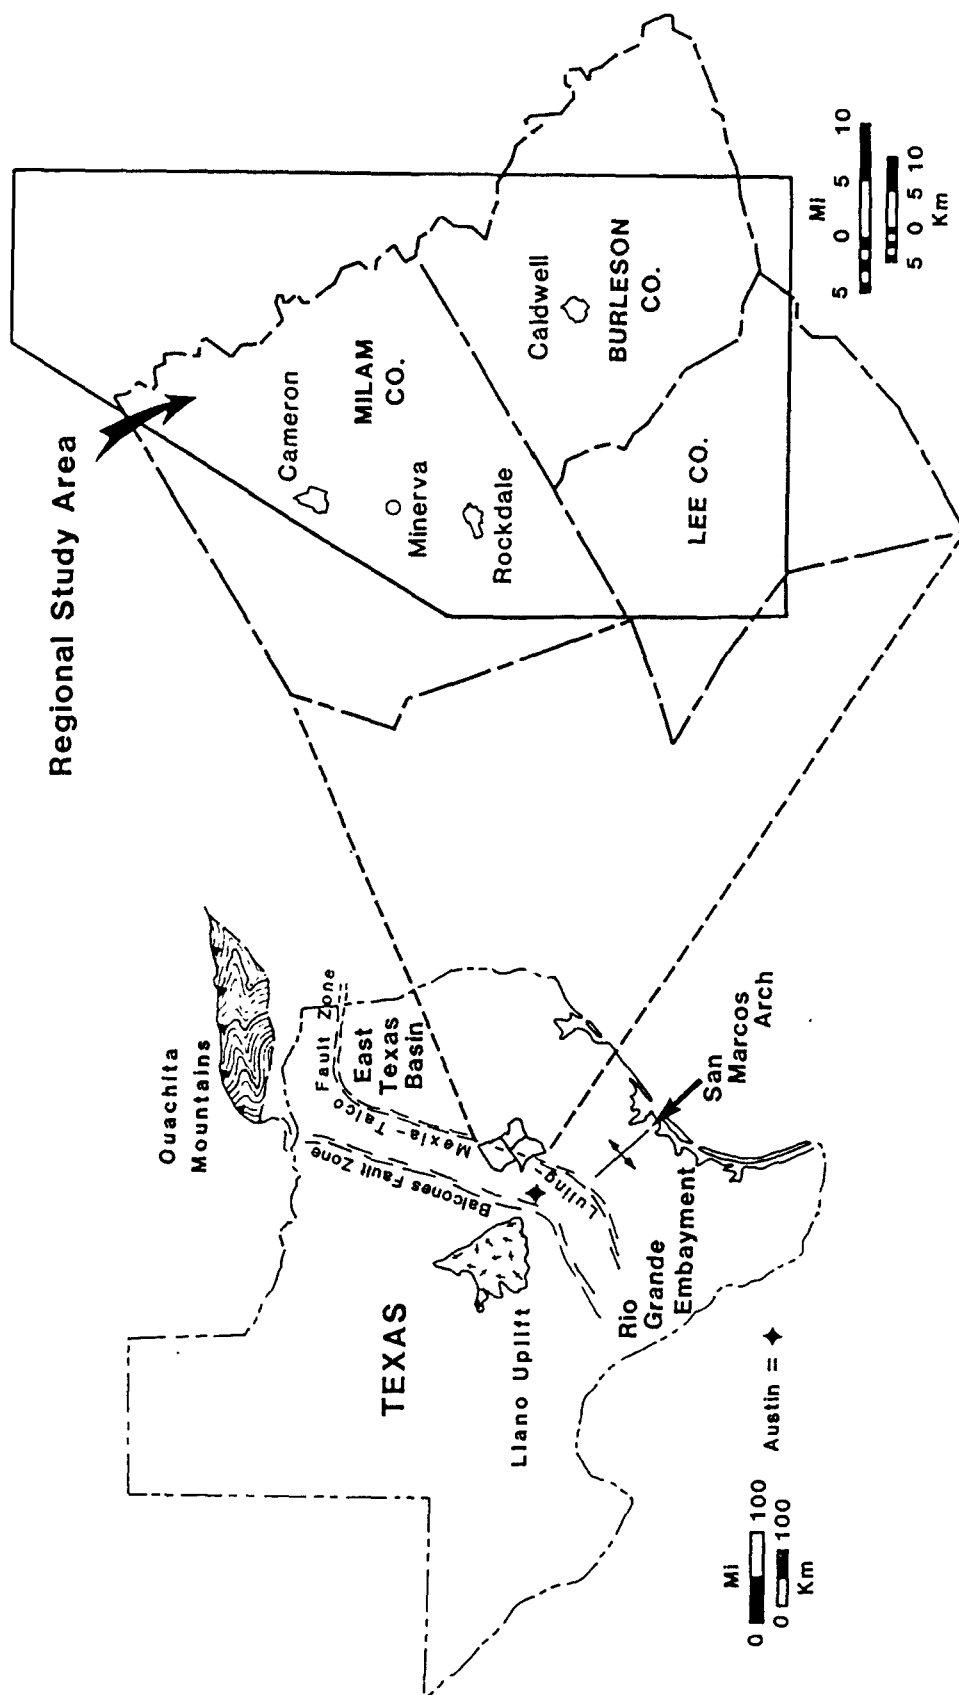 Regional Study Area
Ouachita
Mountains
Fault Zone
East
Texas
Basin
Mexia-Talco
Balcones Fault Zone
TEXAS
Llano Uplift
Luling-
Rio
Grande
Embayment
San
Marcos
Arch
Mi
0 100
0 100
Km
Austin =
Cameron
MILAM
CO.
Minerva
Rockdale
Caldwell
BURLESON
CO.
LEE CO.
Mi
5 0 5 10
5 0 5 10
Km